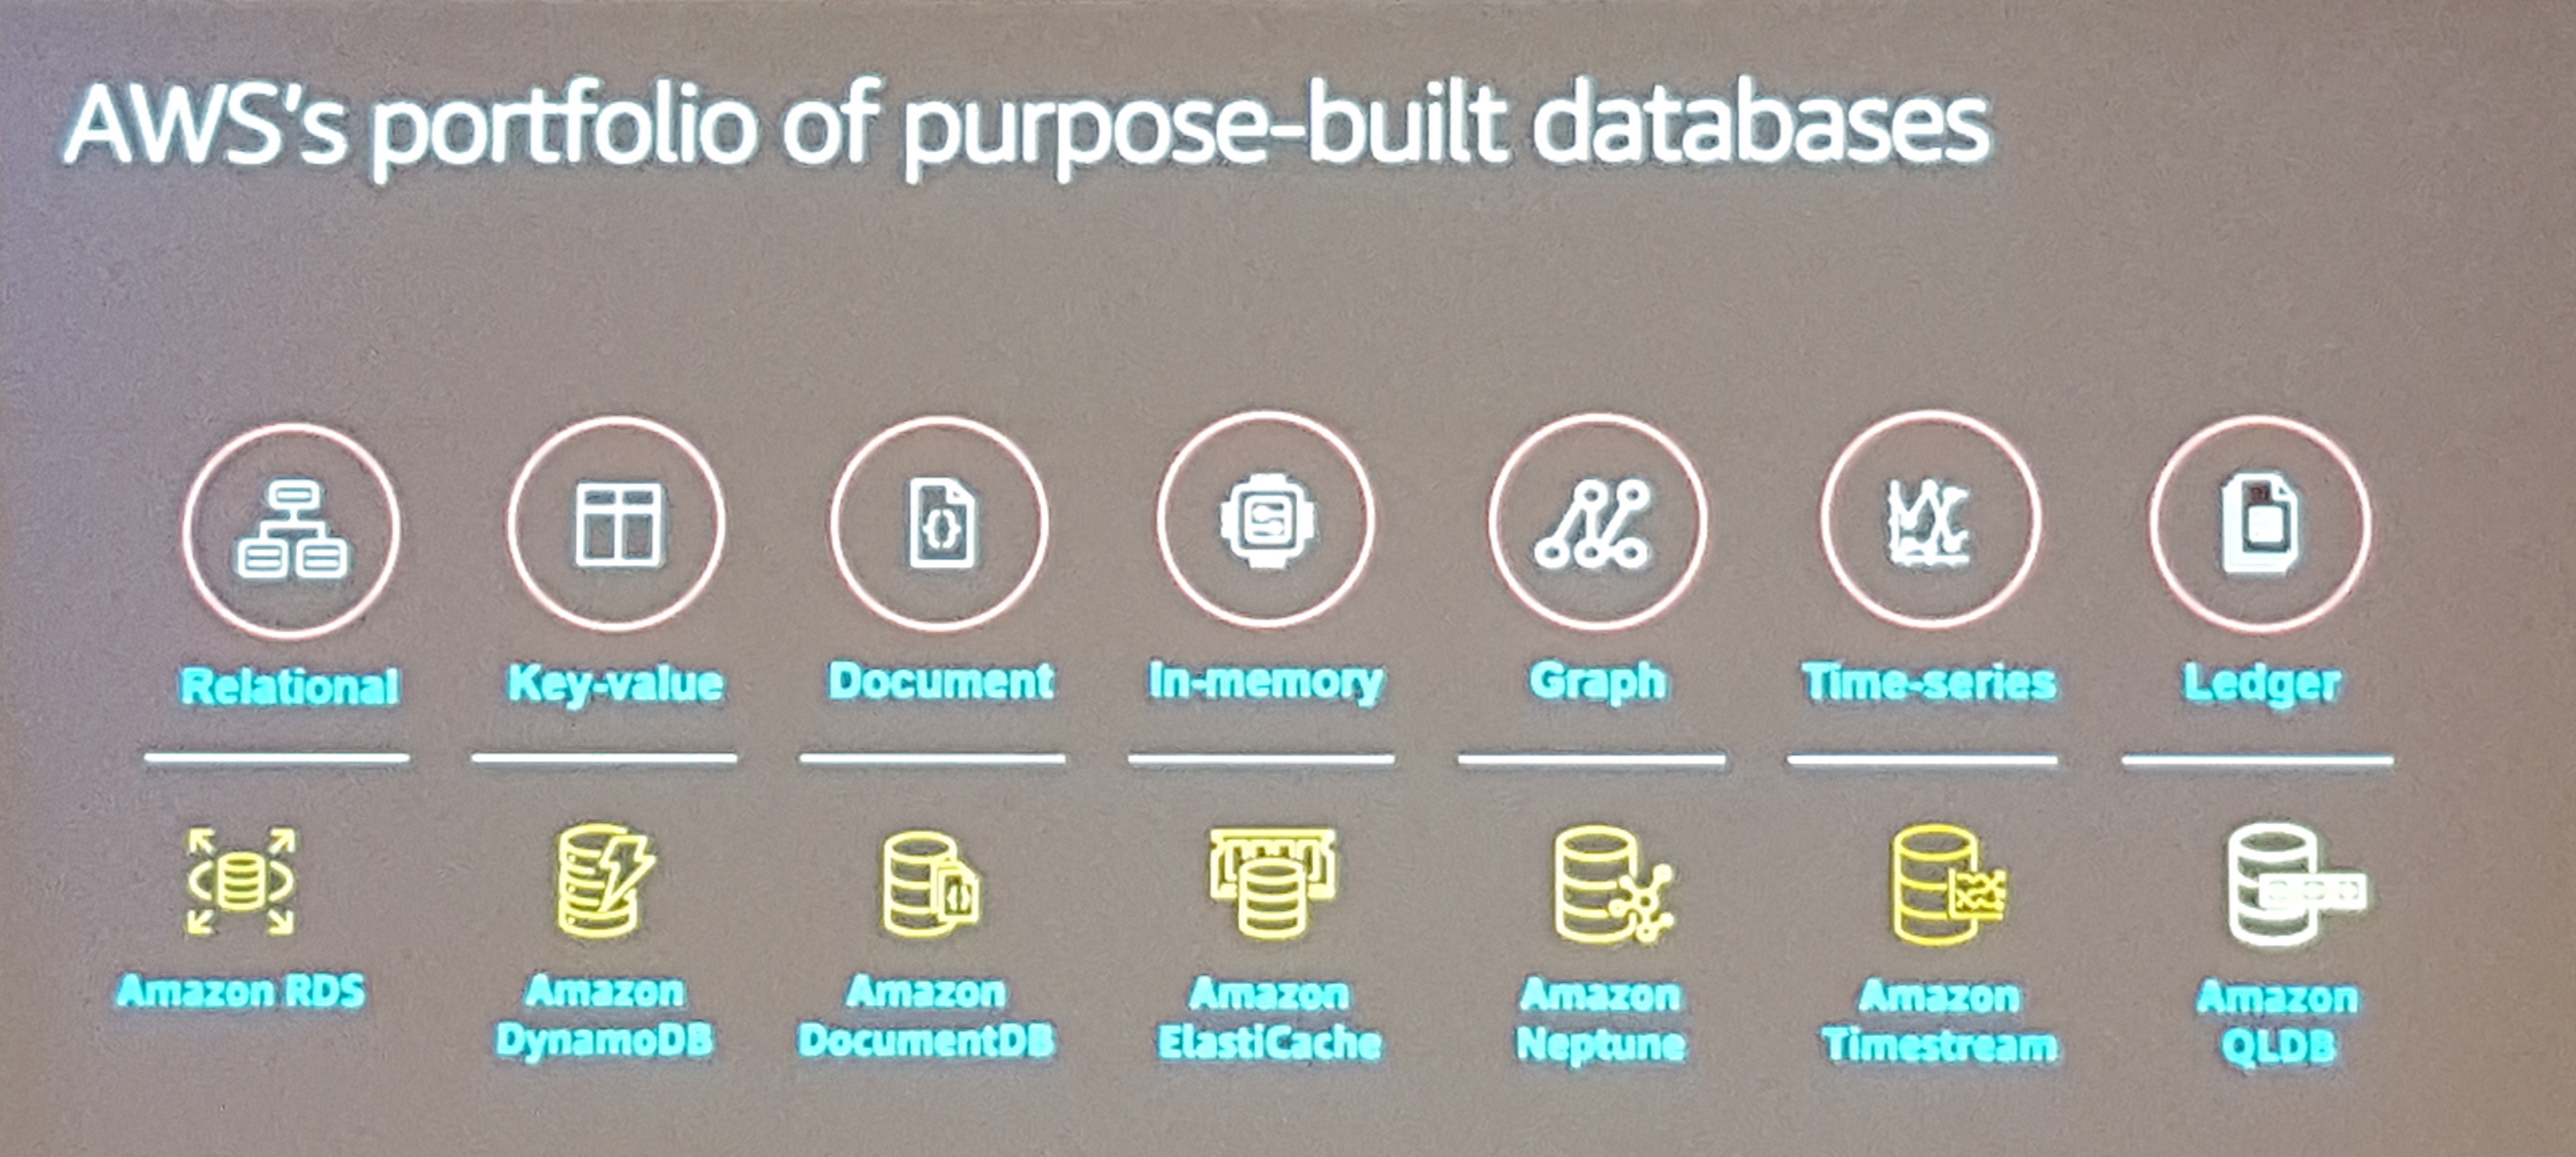 AWS's portfolio of purpose-built databases
Relational
Key-value
Document
In-memory
Graph
Time-series
Ledger
Amazon RDS
Amazon
DynamoDB
Amazon
DocumentDB
Amazon
ElastiCache
Amazon
Neptune
Amazon
Timestream
Amazon
QLDB